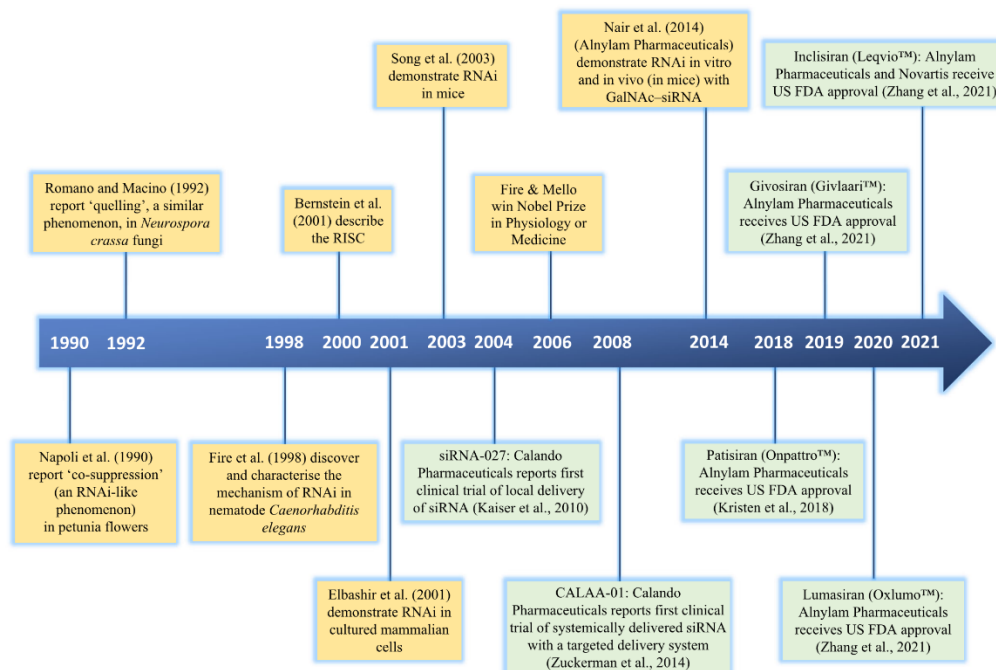 Nair et al. (2014)
(Alnylam Pharmaceuticals)
demonstrate RNAi in vitro
and in vivo (in mice) with
GalNAc–siRNA
Song et al. (2003)
demonstrate RNAi
in mice
Inclisiran (Leqvio™): Alnylam
Pharmaceuticals and Novartis receive
US FDA approval (Zhang et al., 2021)
Romano and Macino (1992)
report ‘quelling’, a similar
phenomenon, in Neurospora
crassa fungi
Bernstein et al.
(2001) describe
the RISC
Fire & Mello
win Nobel Prize
in Physiology or
Medicine
Givosiran (Givlaari™):
Alnylam Pharmaceuticals
receives US FDA approval
(Zhang et al., 2021)
1990 1992 1998 2000 2001 2003 2004 2006 2008 2014 2018 2019 2020 2021
Napoli et al. (1990)
report ‘co-suppression’
(an RNAi-like
phenomenon)
in petunia flowers
Fire et al. (1998) discover
and characterise the
mechanism of RNAi in
nematode Caenorhabditis
elegans
siRNA-027: Calando
Pharmaceuticals reports first
clinical trial of local delivery
of siRNA (Kaiser et al., 2010)
Patisiran (Onpattro™):
Alnylam Pharmaceuticals
receives US FDA approval
(Kristen et al., 2018)
Elbashir et al. (2001)
demonstrate RNAi in
cultured mammalian
cells
CALAA-01: Calando
Pharmaceuticals reports first clinical
trial of systemically delivered siRNA
with a targeted delivery system
(Zuckerman et al., 2014)
Lumasiran (Oxlumo™):
Alnylam Pharmaceuticals
receives US FDA approval
(Zhang et al., 2021)